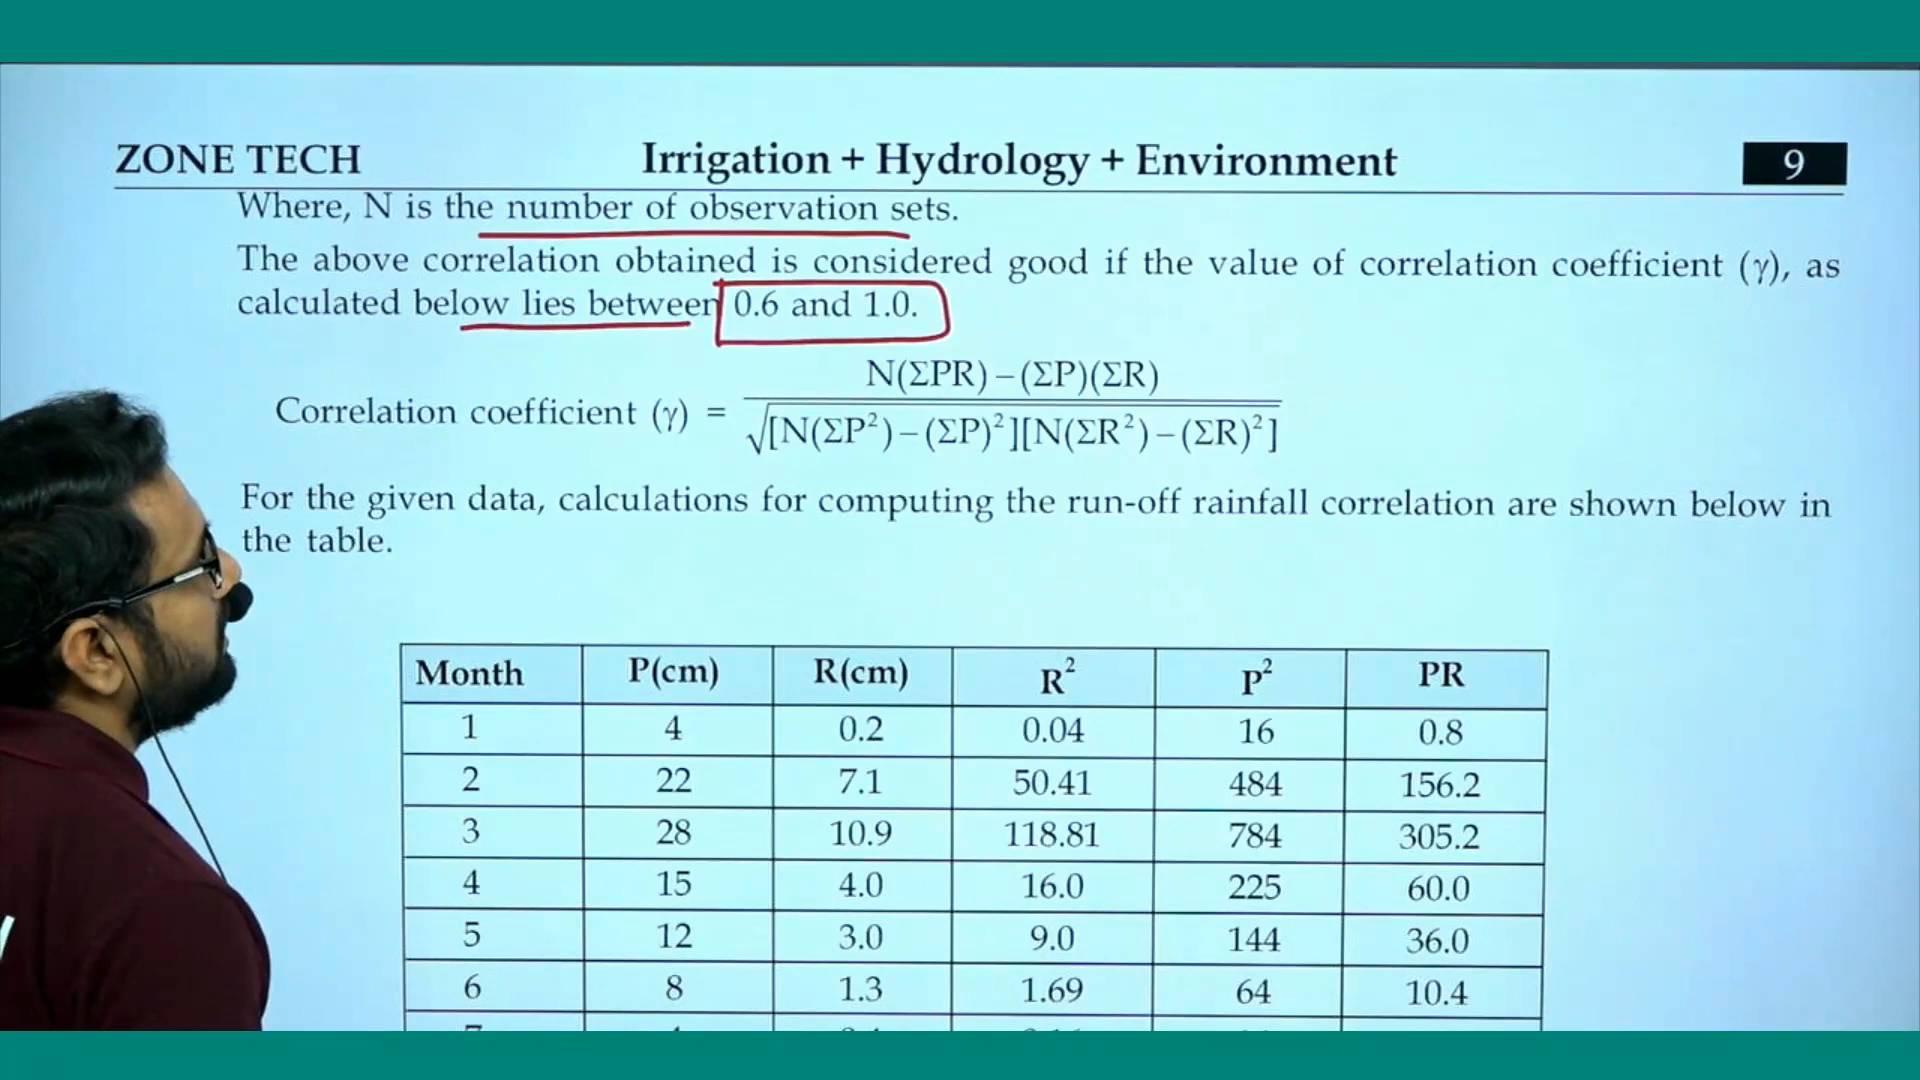 ZONE TECH Irrigation + Hydrology + Environment 9
Where, N is the number of observation sets.
The above correlation obtained is considered good if the value of correlation coefficient (γ), as
calculated below lies between 0.6 and 1.0.
Correlation coefficient (γ) = N(ΣPR) – (ΣP)(ΣR) / √[N(ΣP²) – (ΣP)²][N(ΣR²) – (ΣR)²]
For the given data, calculations for computing the run-off rainfall correlation are shown below in
the table.
Month P(cm) R(cm) R² P² PR
1 4 0.2 0.04 16 0.8
2 22 7.1 50.41 484 156.2
3 28 10.9 118.81 784 305.2
4 15 4.0 16.0 225 60.0
5 12 3.0 9.0 144 36.0
6 8 1.3 1.69 64 10.4